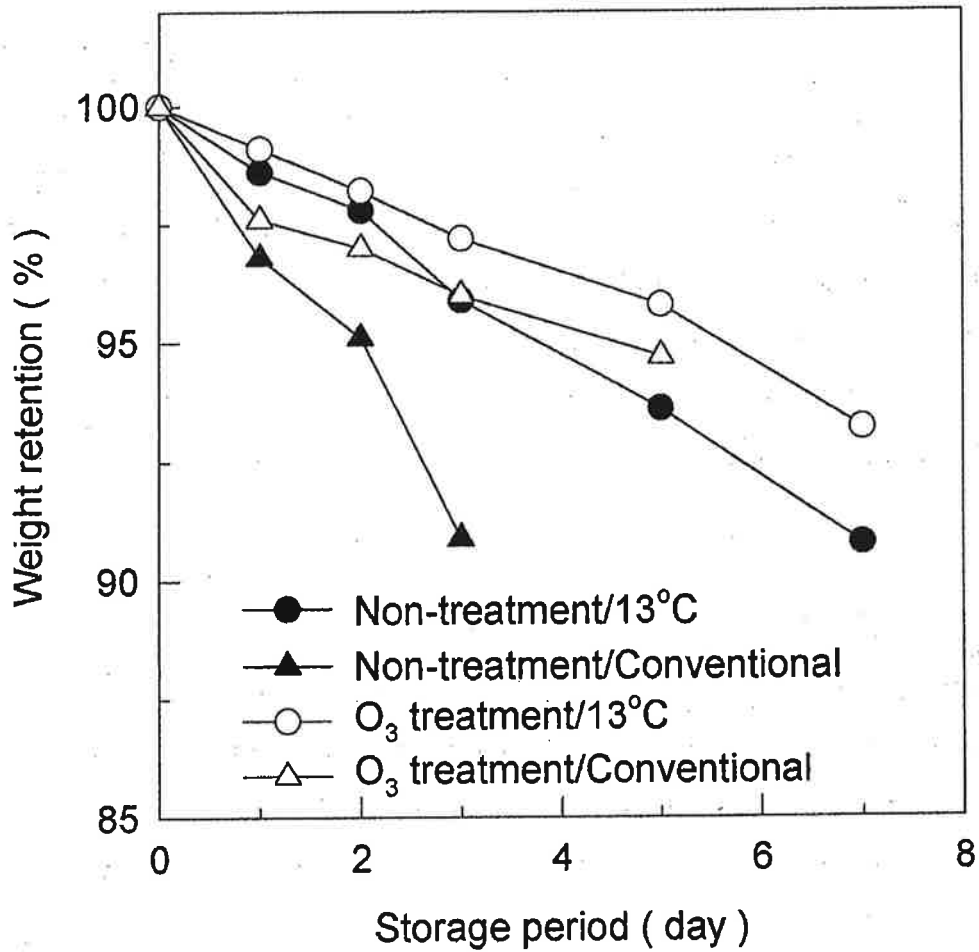 100
95
90
85
Weight retention ( % )
Non-treatment/13°C
Non-treatment/Conventional
O₃ treatment/13°C
O₃ treatment/Conventional
0 2 4 6 8
Storage period ( day )